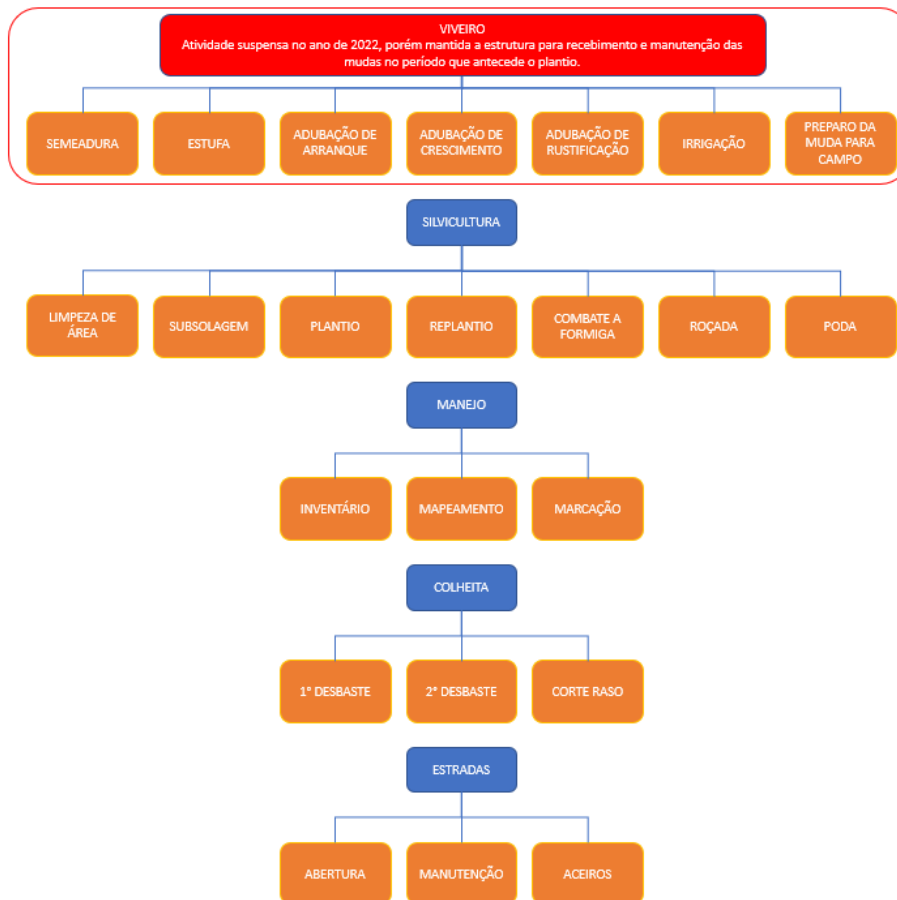 VIVEIRO
Atividade suspensa no ano de 2022, porém mantida a estrutura para recebimento e manutenção das
mudas no período que antecede o plantio.
SEMEADURA
ESTUFA
ADUBAÇÃO DE
ARRANQUE
ADUBAÇÃO DE
CRESCIMENTO
ADUBAÇÃO DE
RUSTIFICAÇÃO
IRRIGAÇÃO
PREPARO DA
MUDA PARA
CAMPO
SILVICULTURA
LIMPEZA DE
ÁREA
SUBSOLAGEM
PLANTIO
REPLANTIO
COMBATE A
FORMIGA
ROÇADA
PODA
MANEJO
INVENTÁRIO
MAPEAMENTO
MARCAÇÃO
COLHEITA
1° DESBASTE
2° DESBASTE
CORTE RASO
ESTRADAS
ABERTURA
MANUTENÇÃO
ACEIROS